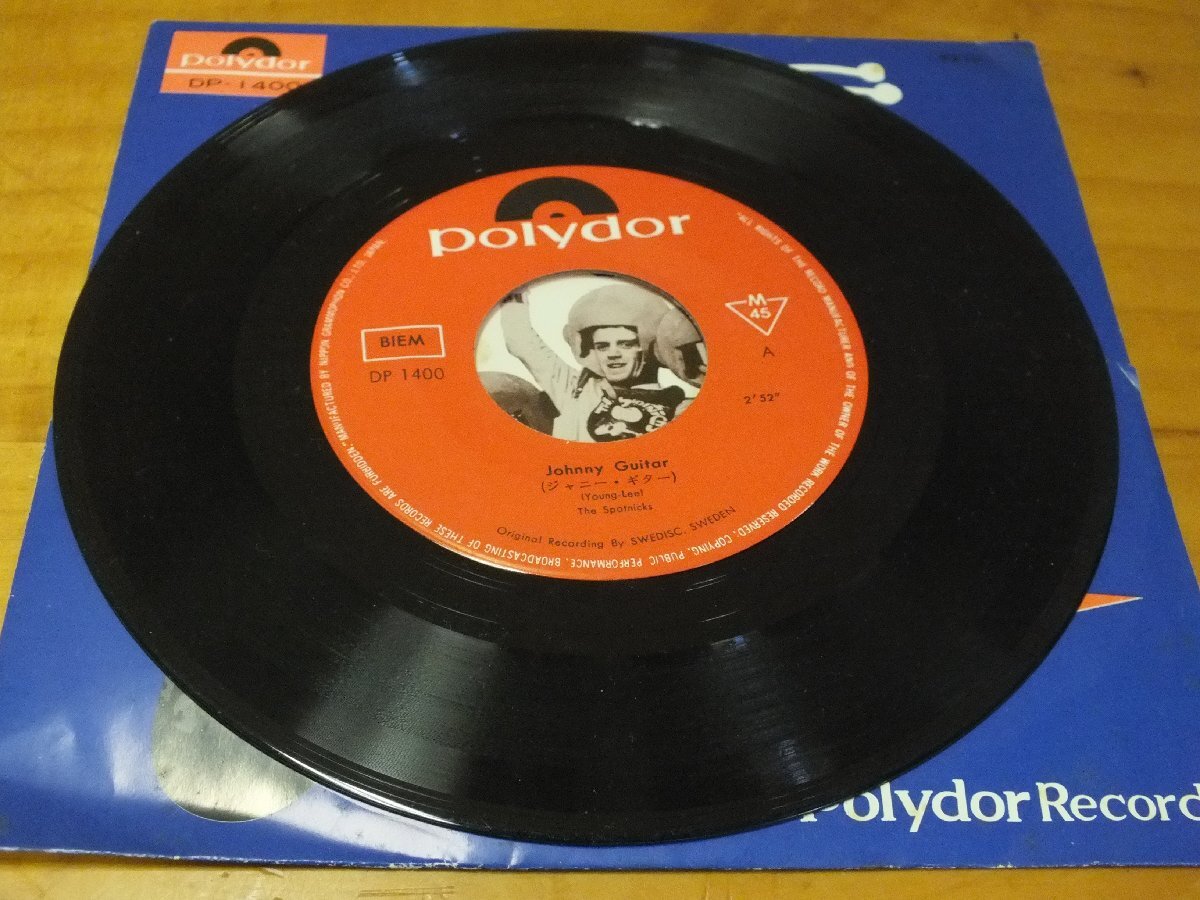 polydor
DP-1400
polydor
BIEM
DP 1400
M
45
A
2'52"
Johnny Guitar
(ジャニー・ギター)
(Young-Lee)
The Spotnicks
Original Recording By SWEDISC, SWEDEN
"MANUFACTURED BY NIPPON GRAMMOPHON CO., LTD. JAPAN,
ALL RIGHTS OF THE RECORD MANUFACTURER AND OF THE OWNER OF THE WORK RECORDED RESERVED. COPYING, PUBLIC PERFORMANCE, BROADCASTING OF THESE RECORDS ARE FORBIDDEN.
Polydor Record